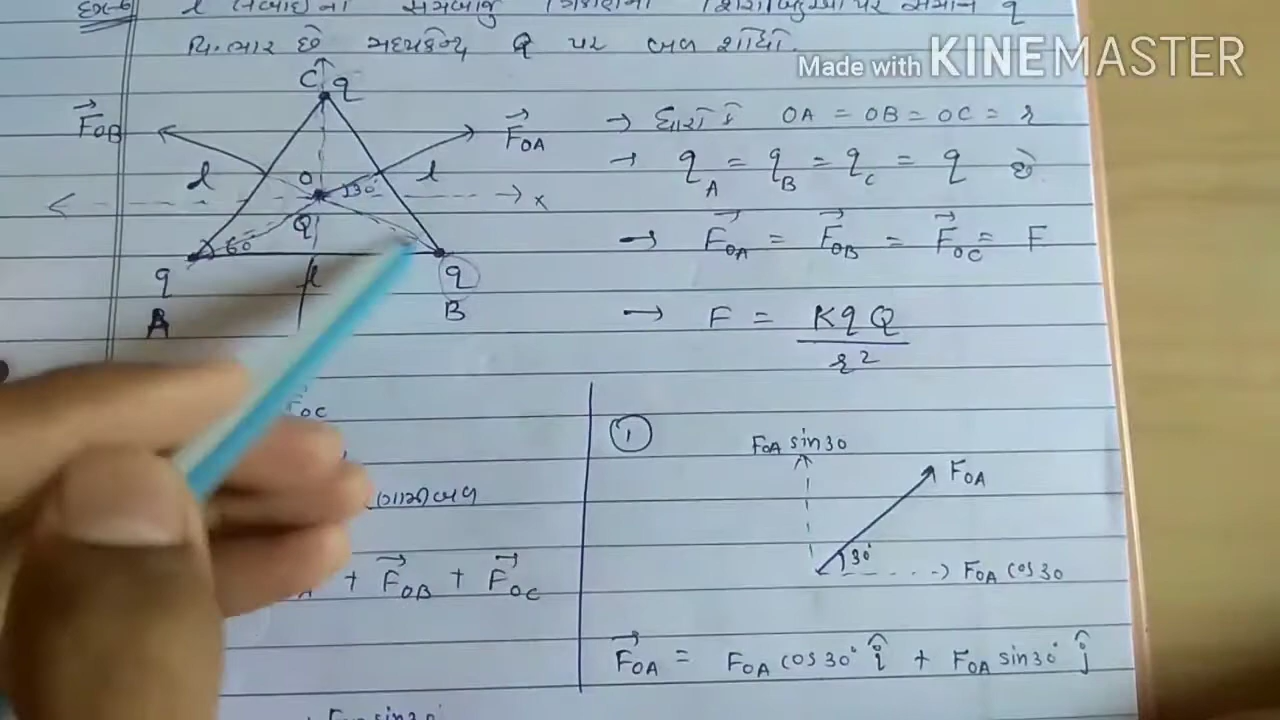 l લંબાઈના સમબાજુ ત્રિકોણના શિરોબિંદુઓ પર સમાન q
વિ.ભાર છે મધ્યકેન્દ્ર Q પર બળ શોધો.
Made with KINEMASTER
C q
F⃗OB
F⃗OA
l
l
O
30°
x
Q
60°
l
q
q
A
B
→ ધારો કે OA = OB = OC = r
→ qA = qB = qC = q છે
→ F⃗OA = F⃗OB = F⃗OC = F
→ F = KqQ / r²
FOC
+ F⃗OB + F⃗OC
①
FOA sin30
FOA
30°
FOA cos30
F⃗OA = FOA cos30° î + FOA sin30° ĵ